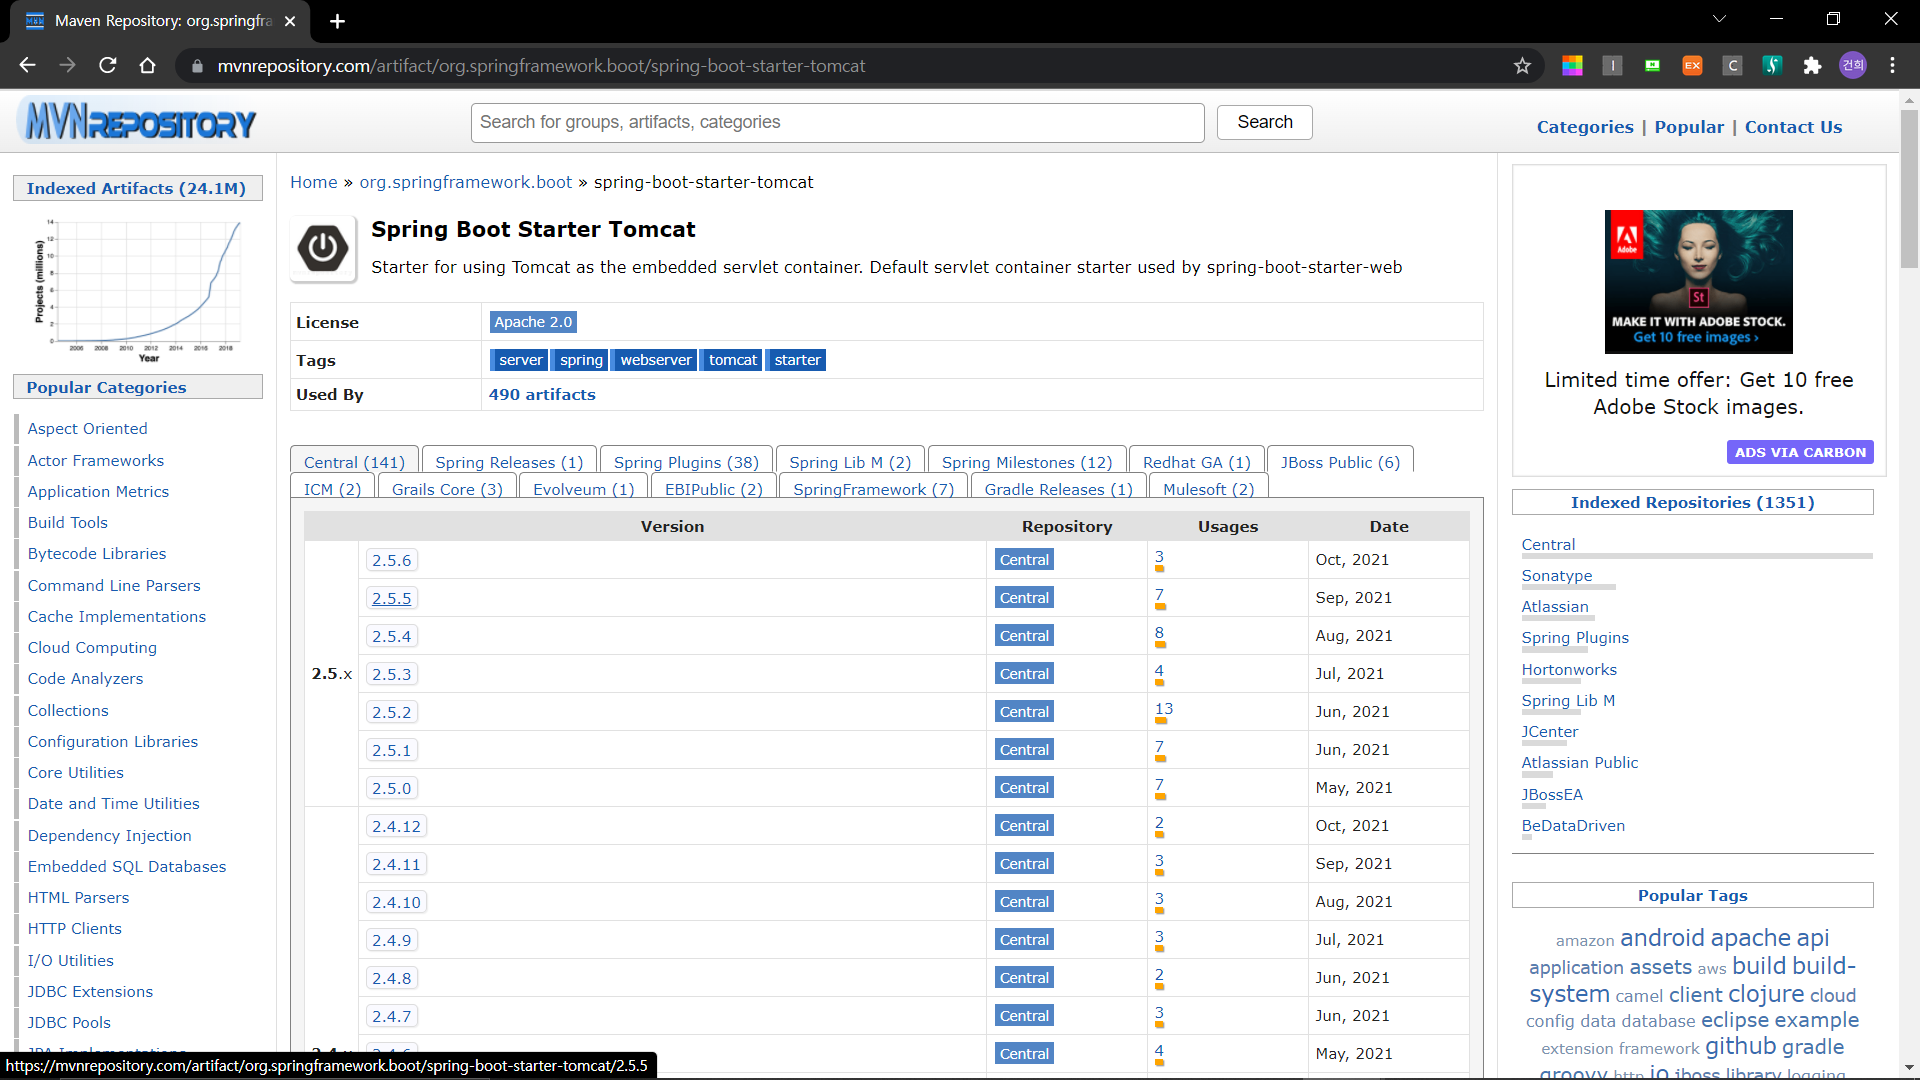 Maven Repository: org.springfra
mvnrepository.com/artifact/org.springframework.boot/spring-boot-starter-tomcat
I
EX
C
건희
MVNREPOSITORY
Search for groups, artifacts, categories
Search
Categories | Popular | Contact Us
Indexed Artifacts (24.1M)
Projects (millions)
14
12
10
8
6
4
2
0
2006 2008 2010 2012 2014 2016 2018
Year
Popular Categories
Aspect Oriented
Actor Frameworks
Application Metrics
Build Tools
Bytecode Libraries
Command Line Parsers
Cache Implementations
Cloud Computing
Code Analyzers
Collections
Configuration Libraries
Core Utilities
Date and Time Utilities
Dependency Injection
Embedded SQL Databases
HTML Parsers
HTTP Clients
I/O Utilities
JDBC Extensions
JDBC Pools
Home » org.springframework.boot » spring-boot-starter-tomcat
Spring Boot Starter Tomcat
Starter for using Tomcat as the embedded servlet container. Default servlet container starter used by spring-boot-starter-web
License Apache 2.0
Tags server spring webserver tomcat starter
Used By 490 artifacts
Central (141) Spring Releases (1) Spring Plugins (38) Spring Lib M (2) Spring Milestones (12) Redhat GA (1) JBoss Public (6)
ICM (2) Grails Core (3) Evolveum (1) EBIPublic (2) SpringFramework (7) Gradle Releases (1) Mulesoft (2)
Version Repository Usages Date
2.5.x
2.5.6 Central 3 Oct, 2021
2.5.5 Central 7 Sep, 2021
2.5.4 Central 8 Aug, 2021
2.5.3 Central 4 Jul, 2021
2.5.2 Central 13 Jun, 2021
2.5.1 Central 7 Jun, 2021
2.5.0 Central 7 May, 2021
2.4.12 Central 2 Oct, 2021
2.4.11 Central 3 Sep, 2021
2.4.10 Central 3 Aug, 2021
2.4.9 Central 3 Jul, 2021
2.4.8 Central 2 Jun, 2021
2.4.7 Central 3 Jun, 2021
Central 4 May, 2021
Adobe
St
MAKE IT WITH ADOBE STOCK.
Get 10 free images ›
Limited time offer: Get 10 free
Adobe Stock images.
ADS VIA CARBON
Indexed Repositories (1351)
Central
Sonatype
Atlassian
Spring Plugins
Hortonworks
Spring Lib M
JCenter
Atlassian Public
JBossEA
BeDataDriven
Popular Tags
amazon android apache api
application assets aws build build-
system camel client clojure cloud
config data database eclipse example
extension framework github gradle
groovy http io jboss library logging
https://mvnrepository.com/artifact/org.springframework.boot/spring-boot-starter-tomcat/2.5.5